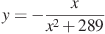 y = − x / (x² + 289)